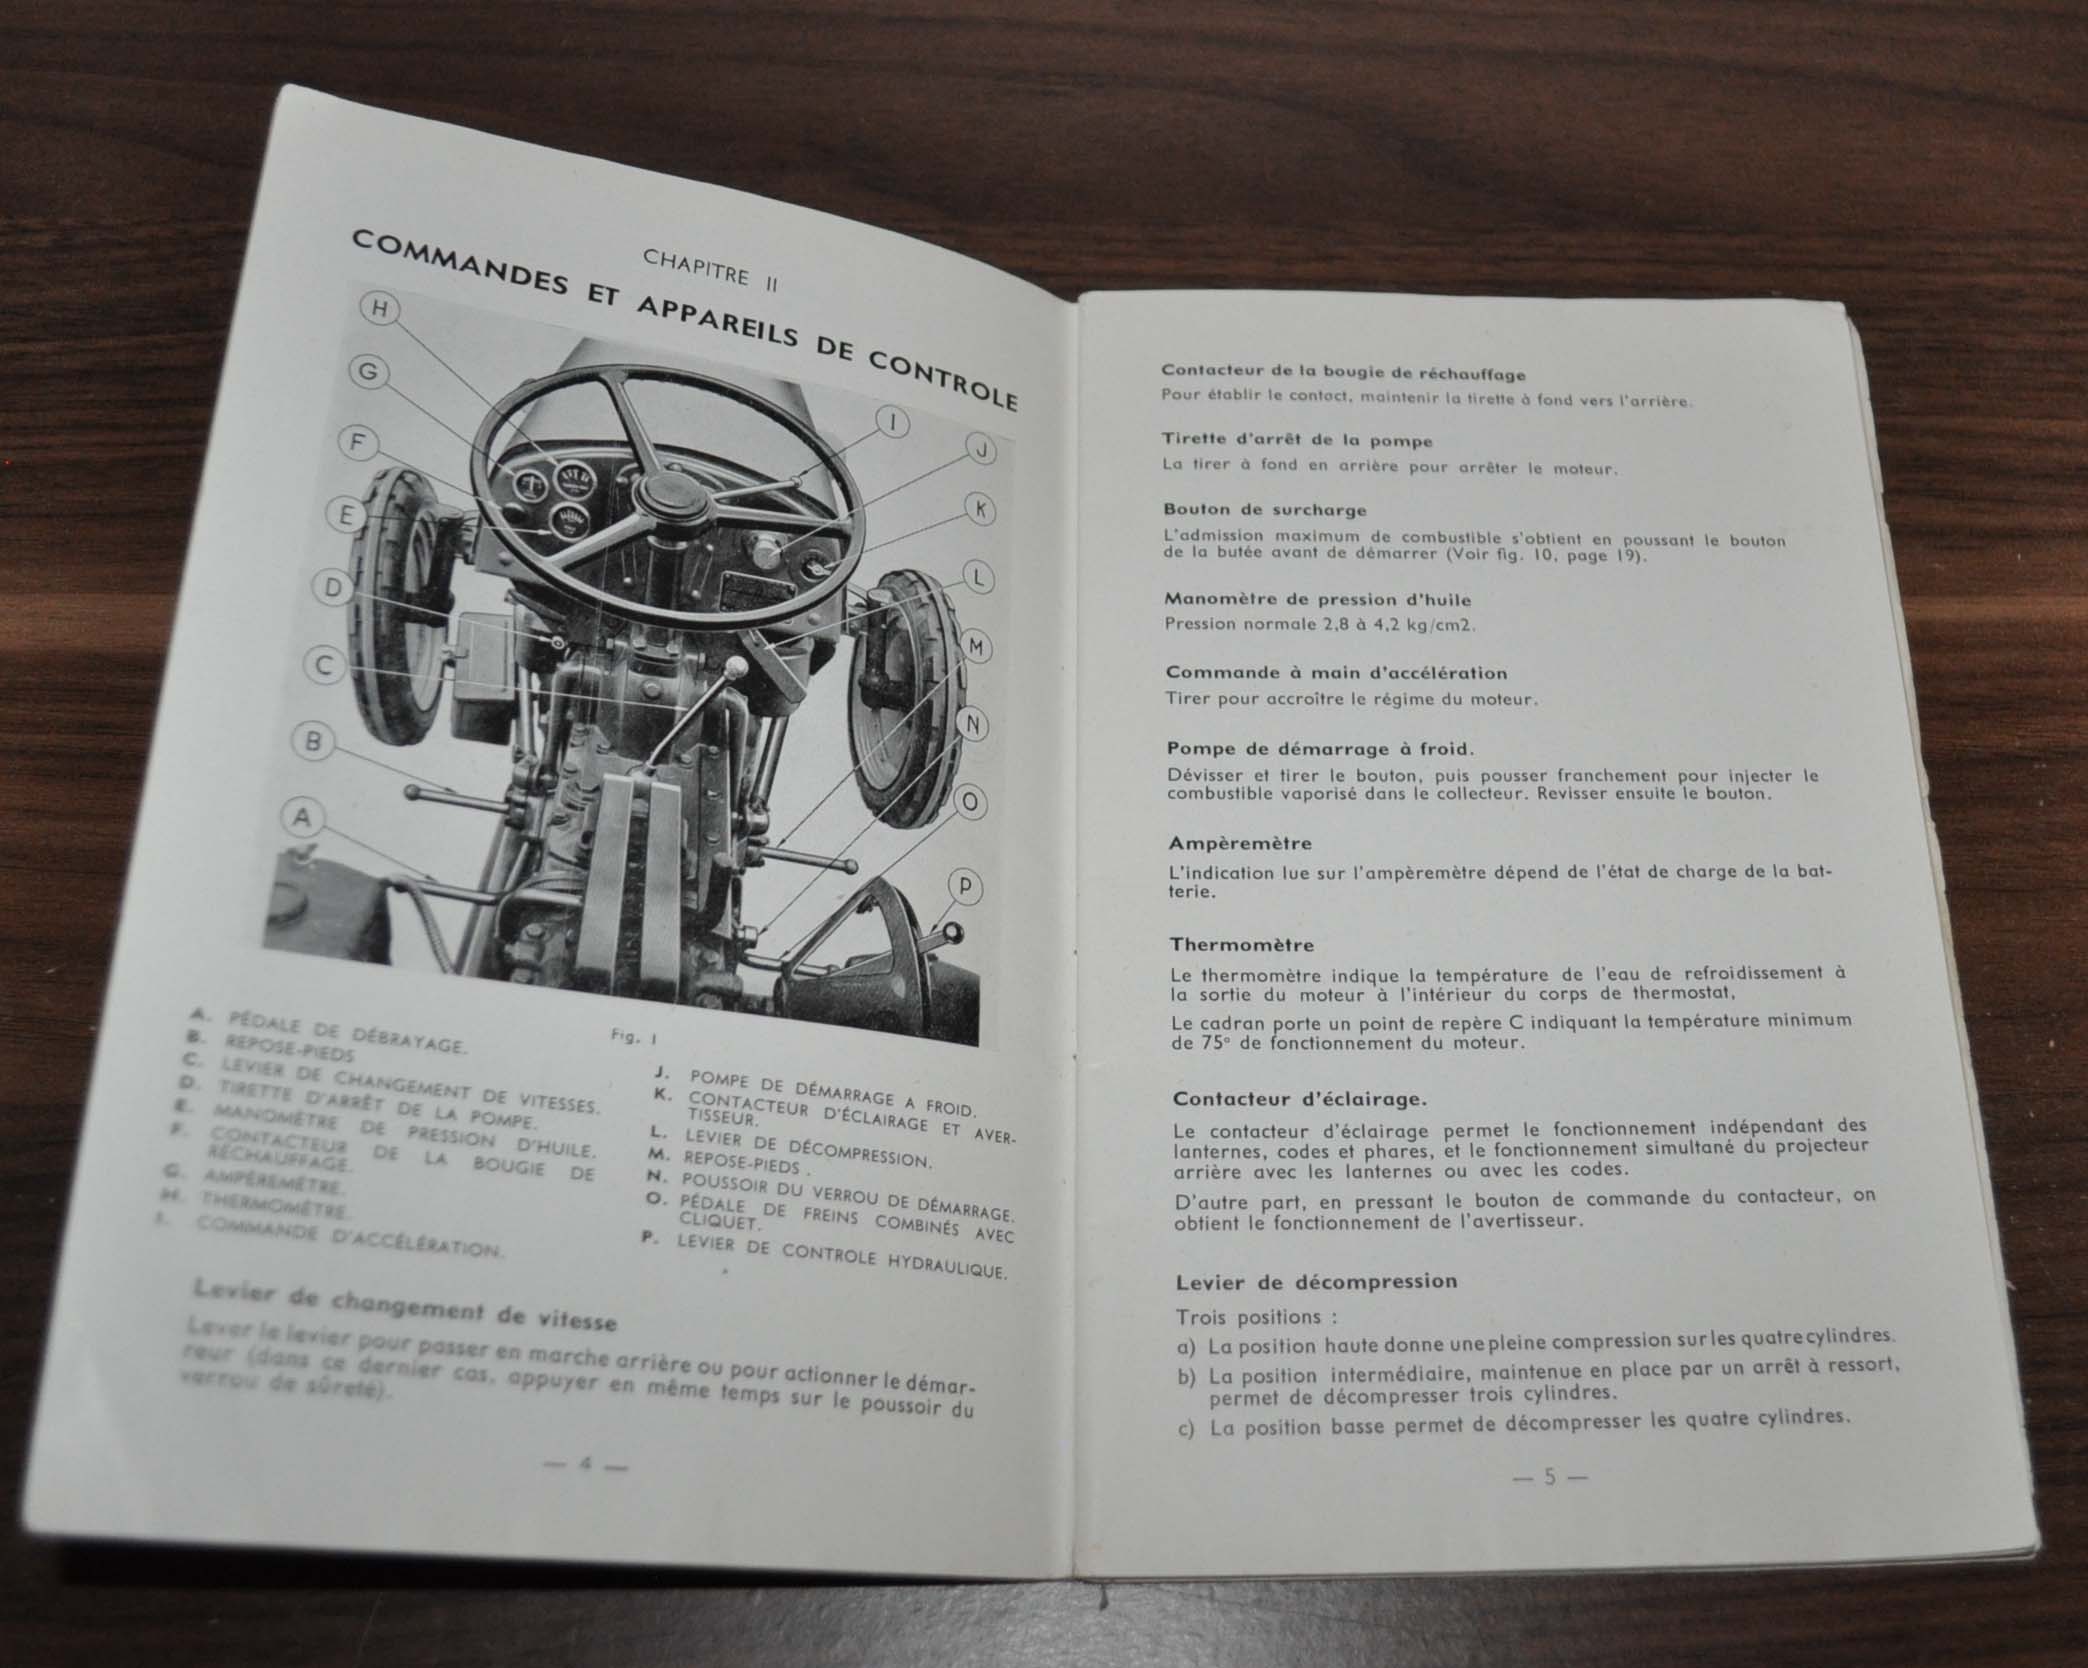 CHAPITRE II
COMMANDES ET APPAREILS DE CONTROLE
H
G
F
E
D
C
B
A
I
J
K
L
M
N
O
P
Fig. 1
A. PÉDALE DE DÉBRAYAGE.
B. REPOSE-PIEDS
C. LEVIER DE CHANGEMENT DE VITESSES.
D. TIRETTE D'ARRÊT DE LA POMPE.
E. MANOMÈTRE DE PRESSION D'HUILE.
F. CONTACTEUR DE LA BOUGIE DE
RÉCHAUFFAGE.
G. AMPÈREMÈTRE.
H. THERMOMÈTRE.
I. COMMANDE D'ACCÉLÉRATION.
J. POMPE DE DÉMARRAGE A FROID.
K. CONTACTEUR D'ÉCLAIRAGE ET AVER-
TISSEUR.
L. LEVIER DE DÉCOMPRESSION.
M. REPOSE-PIEDS.
N. POUSSOIR DU VERROU DE DÉMARRAGE.
O. PÉDALE DE FREINS COMBINÉS AVEC
CLIQUET.
P. LEVIER DE CONTROLE HYDRAULIQUE.
Levier de changement de vitesse
Lever le levier pour passer en marche arrière ou pour actionner le démar-
reur (dans ce dernier cas, appuyer en même temps sur le poussoir du
verrou de sûreté).
— 4 —
Contacteur de la bougie de réchauffage
Pour établir le contact, maintenir la tirette à fond vers l'arrière.
Tirette d'arrêt de la pompe
La tirer à fond en arrière pour arrêter le moteur.
Bouton de surcharge
L'admission maximum de combustible s'obtient en poussant le bouton
de la butée avant de démarrer (Voir fig. 10, page 19).
Manomètre de pression d'huile
Pression normale 2,8 à 4,2 kg/cm2.
Commande à main d'accélération
Tirer pour accroître le régime du moteur.
Pompe de démarrage à froid.
Dévisser et tirer le bouton, puis pousser franchement pour injecter le
combustible vaporisé dans le collecteur. Revisser ensuite le bouton.
Ampèremètre
L'indication lue sur l'ampèremètre dépend de l'état de charge de la bat-
terie.
Thermomètre
Le thermomètre indique la température de l'eau de refroidissement à
la sortie du moteur à l'intérieur du corps de thermostat,
Le cadran porte un point de repère C indiquant la température minimum
de 75° de fonctionnement du moteur.
Contacteur d'éclairage.
Le contacteur d'éclairage permet le fonctionnement indépendant des
lanternes, codes et phares, et le fonctionnement simultané du projecteur
arrière avec les lanternes ou avec les codes.
D'autre part, en pressant le bouton de commande du contacteur, on
obtient le fonctionnement de l'avertisseur.
Levier de décompression
Trois positions :
a) La position haute donne une pleine compression sur les quatre cylindres.
b) La position intermédiaire, maintenue en place par un arrêt à ressort,
permet de décompresser trois cylindres.
c) La position basse permet de décompresser les quatre cylindres.
— 5 —